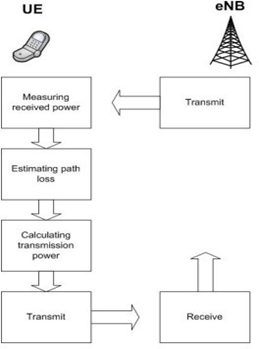 UE
eNB
Measuring
received power
Transmit
Estimating path
loss
Calculating
transmission
power
Transmit
Receive